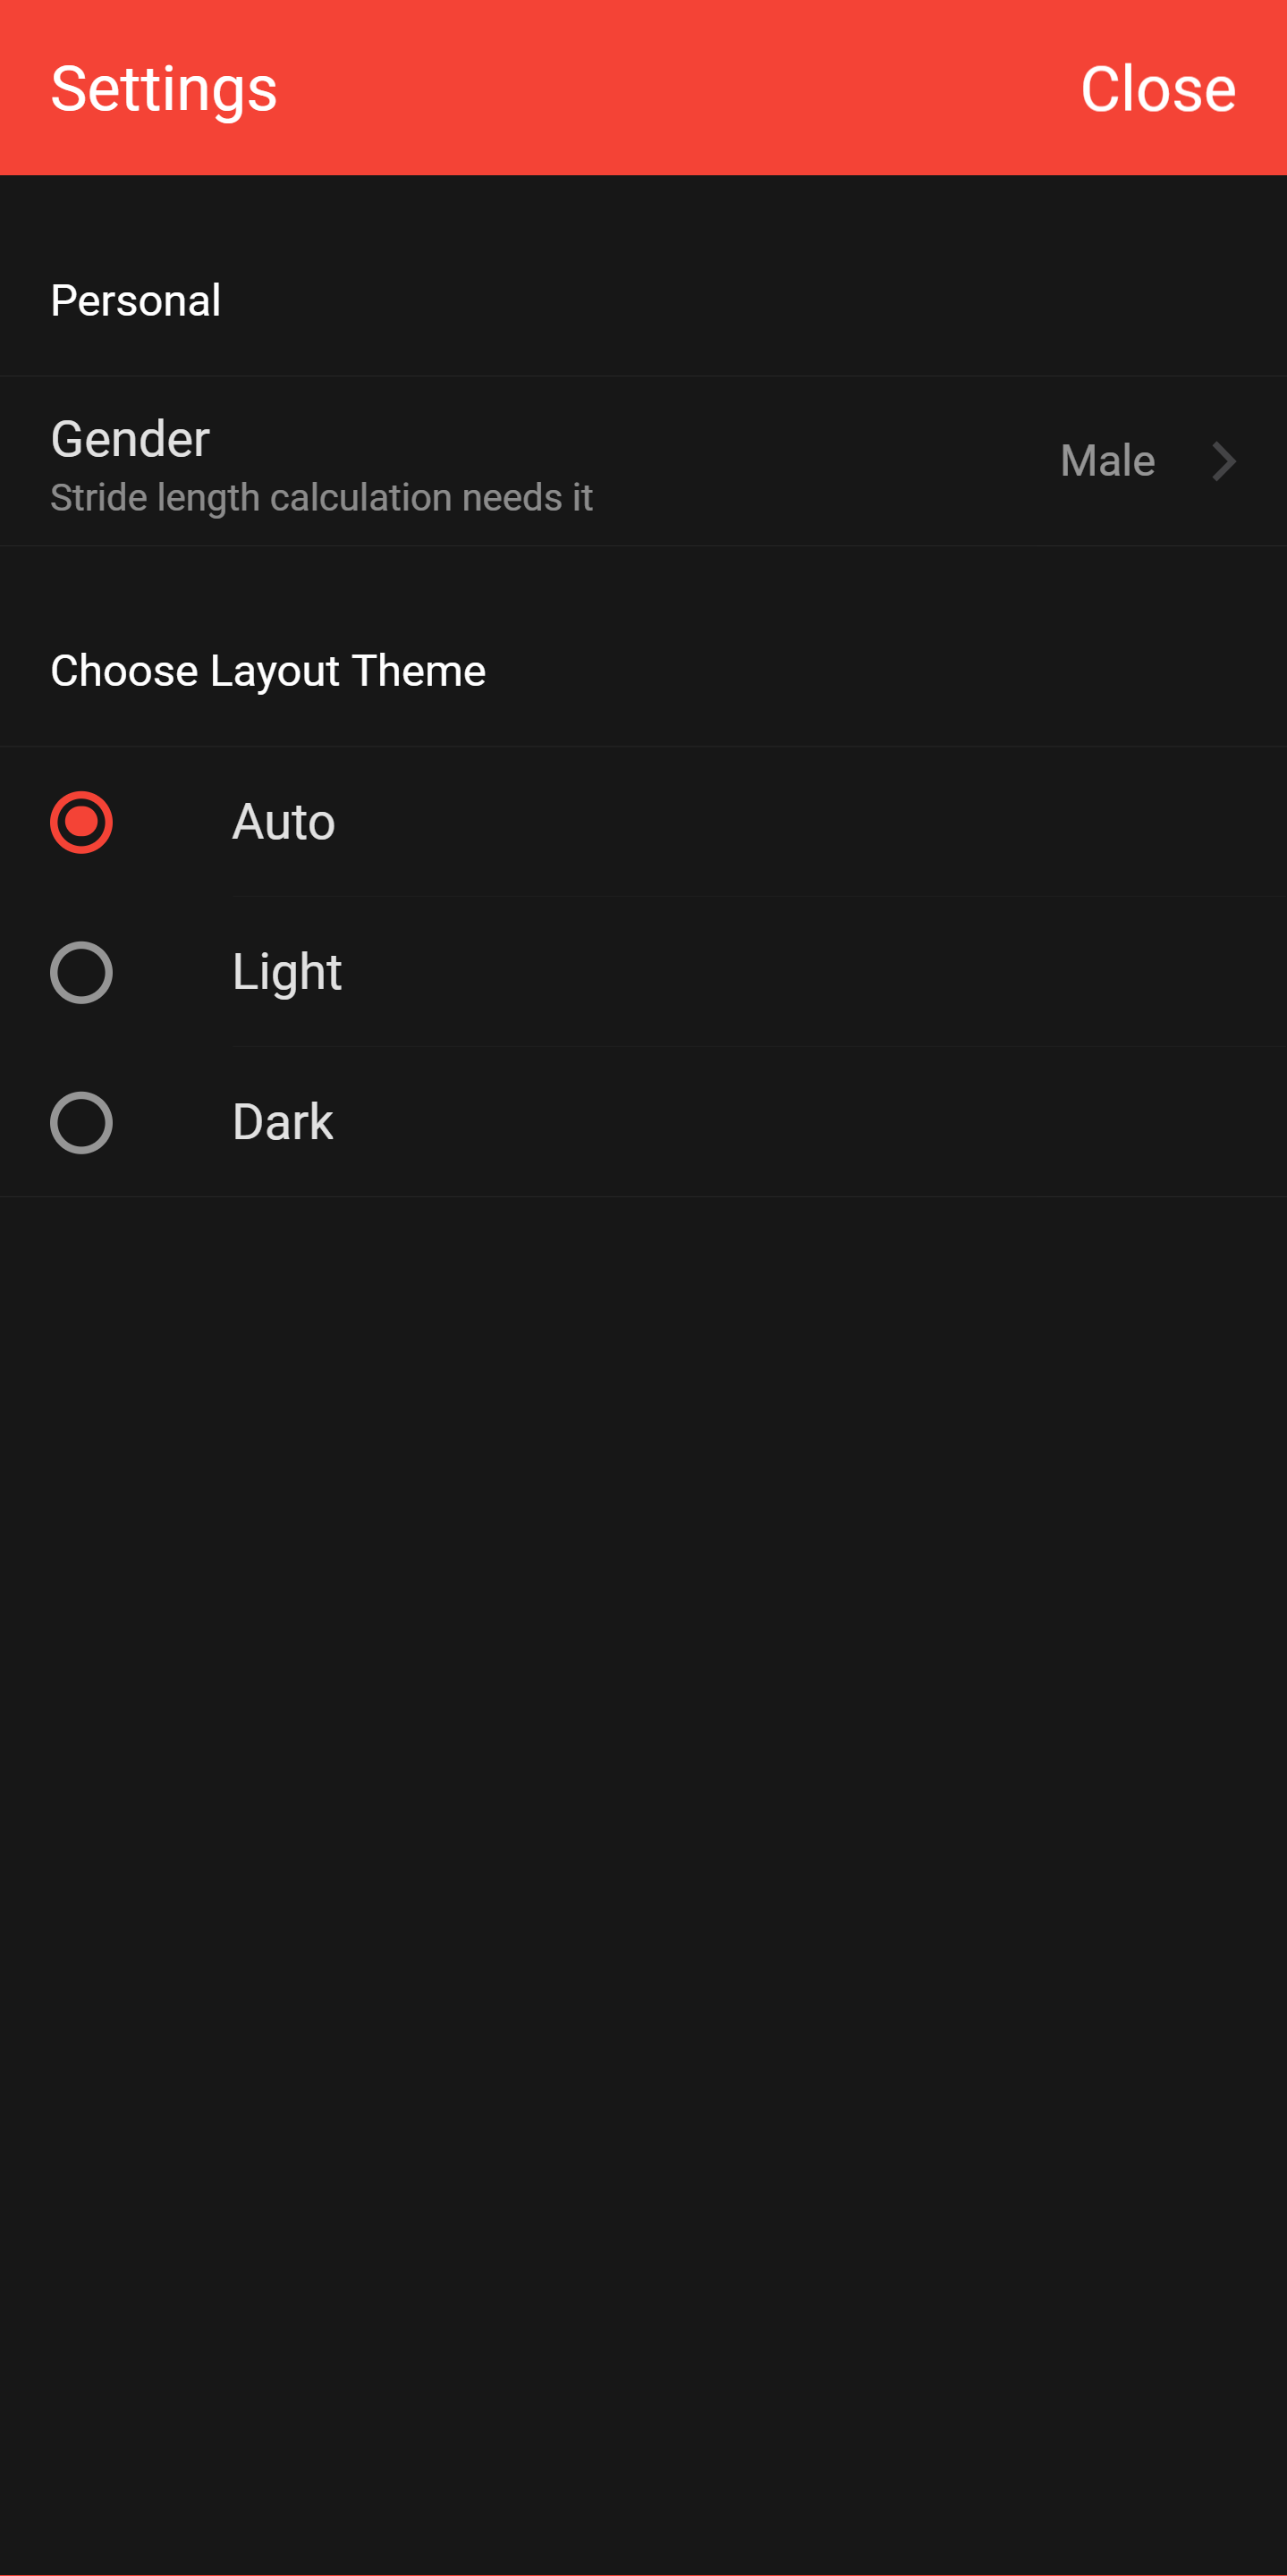 Settings
Close
Personal
Gender
Stride length calculation needs it
Male
Choose Layout Theme
Auto
Light
Dark